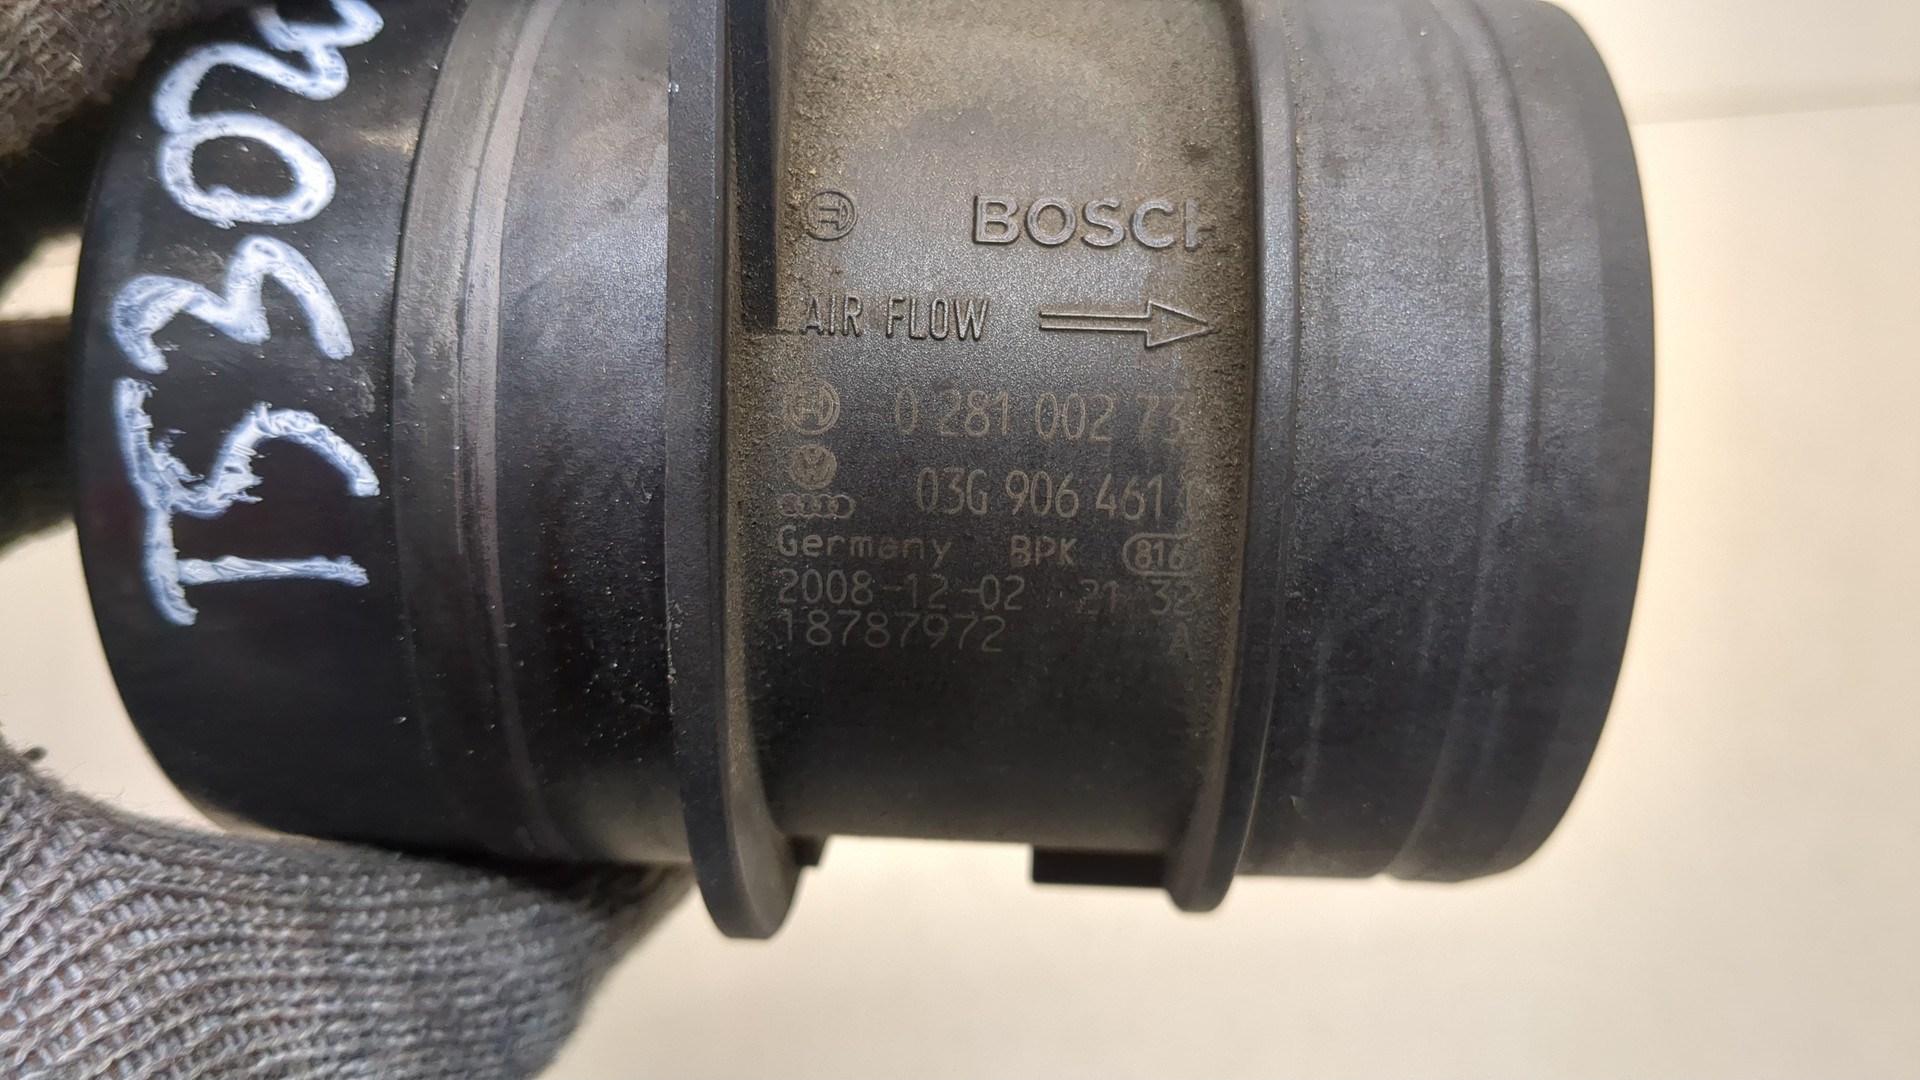 BOSCH
AIR FLOW
0 281 002 73
03G 906 461
Germany BPK 816
2008-12-02 21 32
18787972 A